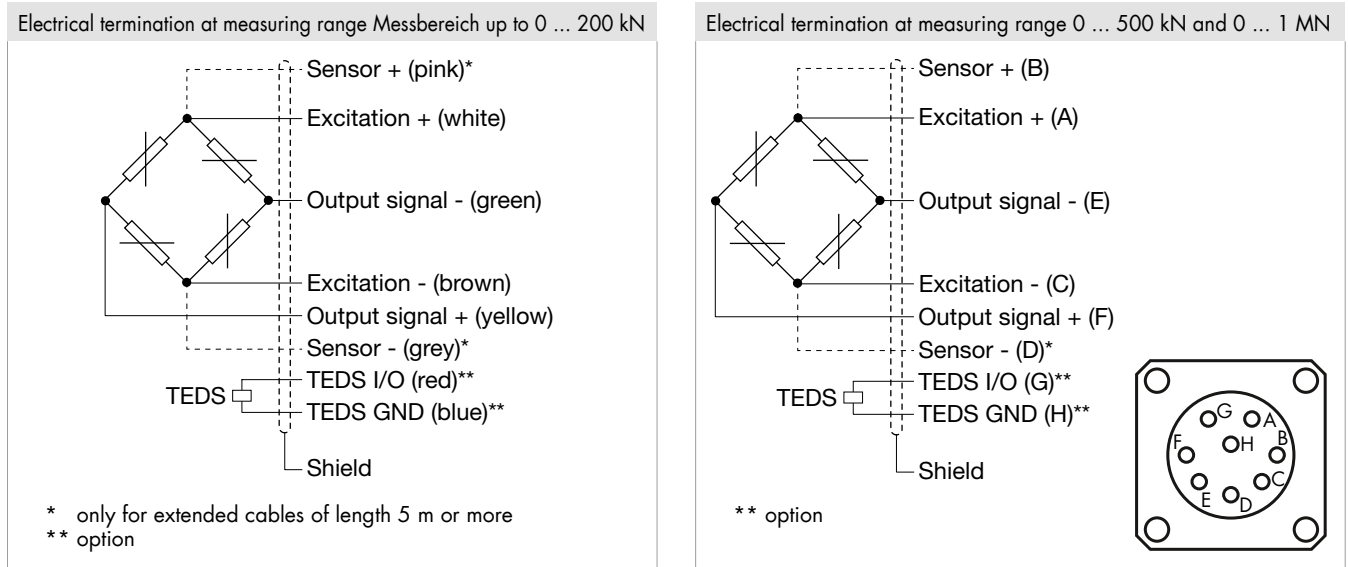 Electrical termination at measuring range Messbereich up to 0 ... 200 kN
Sensor + (pink)*
Excitation + (white)
Output signal - (green)
Excitation - (brown)
Output signal + (yellow)
Sensor - (grey)*
TEDS
TEDS I/O (red)**
TEDS GND (blue)**
Shield
* only for extended cables of length 5 m or more
** option
Electrical termination at measuring range 0 ... 500 kN and 0 ... 1 MN
Sensor + (B)
Excitation + (A)
Output signal - (E)
Excitation - (C)
Output signal + (F)
Sensor - (D)*
TEDS
TEDS I/O (G)**
TEDS GND (H)**
Shield
** option
G
A
H
B
F
C
E
D